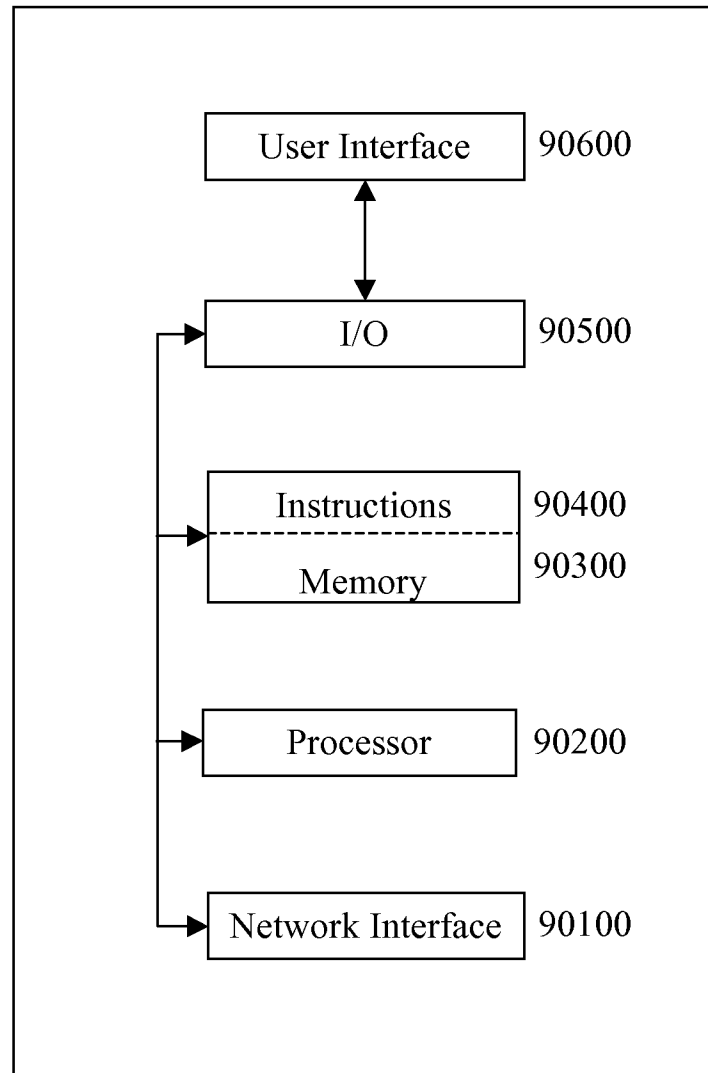 User Interface 90600
I/O 90500
Instructions 90400
Memory 90300
Processor 90200
Network Interface 90100